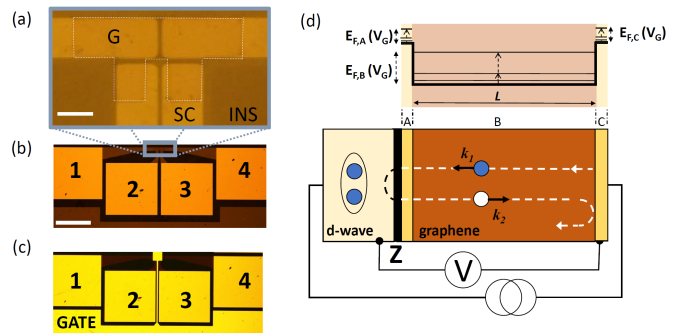 (a)
G
SC
INS
(b)
1
2
3
4
(c)
1
2
3
4
GATE
(d)
E_F,A (V_G)
E_F,C (V_G)
E_F,B (V_G)
L
A
B
C
k_1
k_2
d-wave
graphene
Z
V